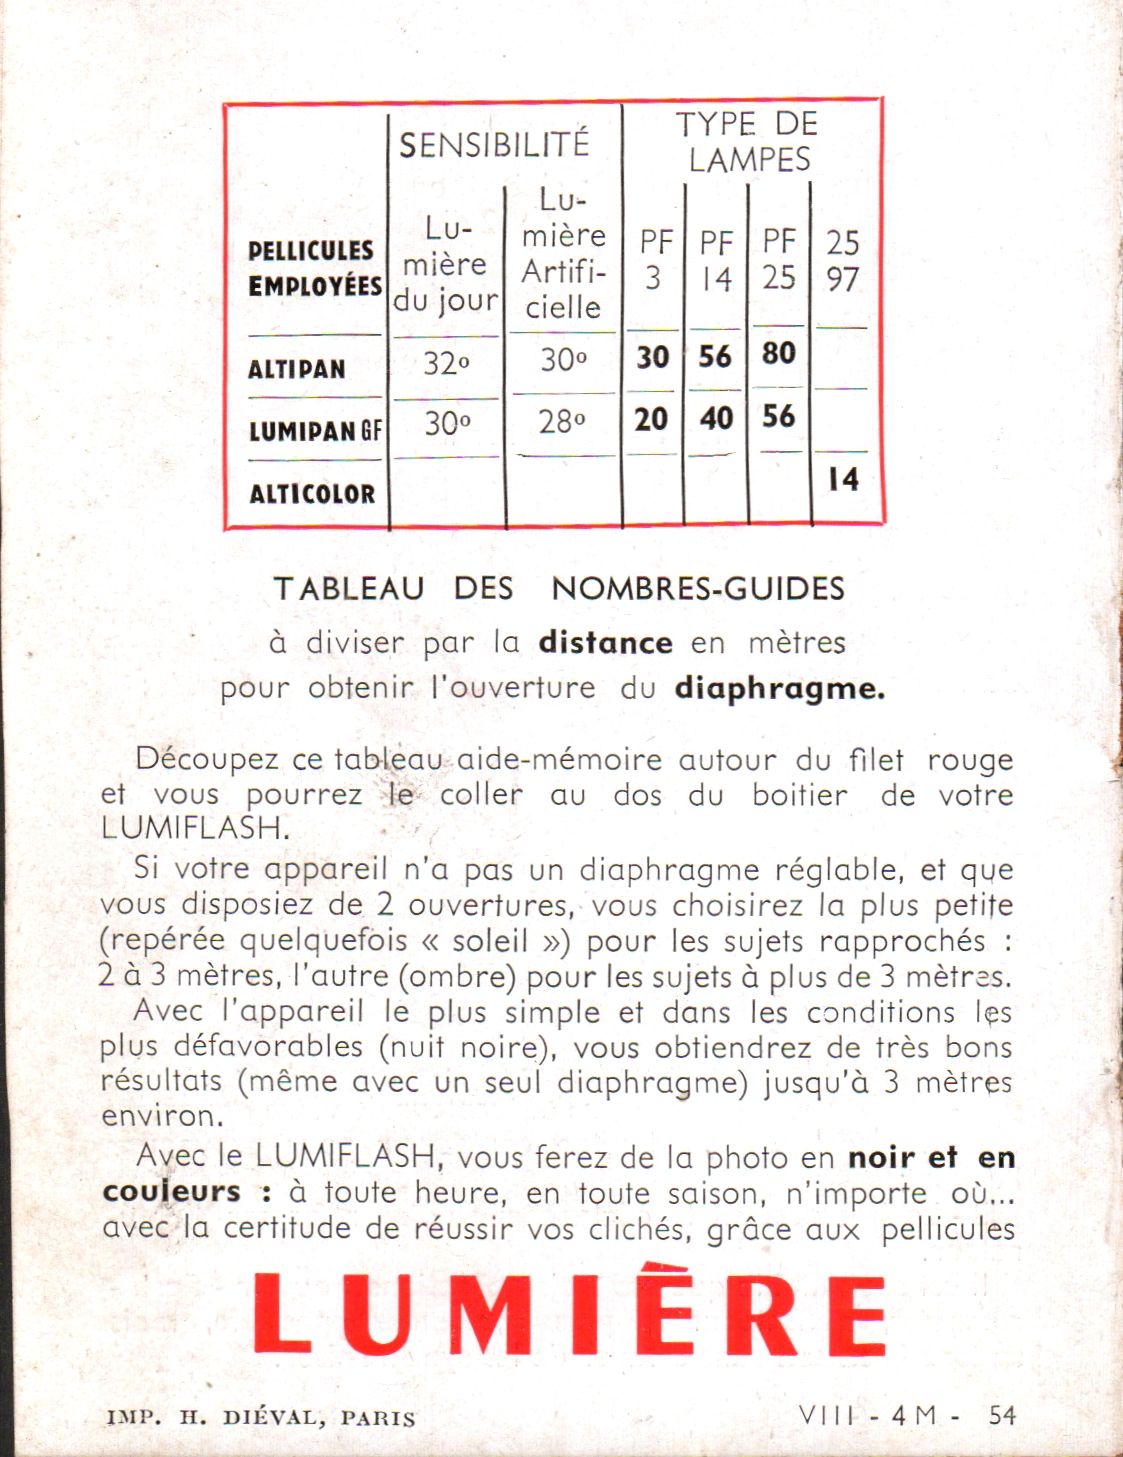 SENSIBILITÉ
TYPE DE
LAMPES
PELLICULES
EMPLOYÉES
Lu-
mière
du jour
Lu-
mière
Artifi-
cielle
PF
3
PF
14
PF
25
25
97
ALTIPAN 32º 30º 30 56 80
LUMIPAN GF 30º 28º 20 40 56
ALTICOLOR 14
TABLEAU DES NOMBRES-GUIDES
à diviser par la distance en mètres
pour obtenir l'ouverture du diaphragme.
Découpez ce tableau aide-mémoire autour du filet rouge
et vous pourrez le coller au dos du boitier de votre
LUMIFLASH.
Si votre appareil n'a pas un diaphragme réglable, et que
vous disposiez de 2 ouvertures, vous choisirez la plus petite
(repérée quelquefois « soleil ») pour les sujets rapprochés :
2 à 3 mètres, l'autre (ombre) pour les sujets à plus de 3 mètres.
Avec l'appareil le plus simple et dans les conditions les
plus défavorables (nuit noire), vous obtiendrez de très bons
résultats (même avec un seul diaphragme) jusqu'à 3 mètres
environ.
Avec le LUMIFLASH, vous ferez de la photo en noir et en
couleurs : à toute heure, en toute saison, n'importe où...
avec la certitude de réussir vos clichés, grâce aux pellicules
LUMIÈRE
IMP. H. DIÉVAL, PARIS
VIII - 4 M - 54